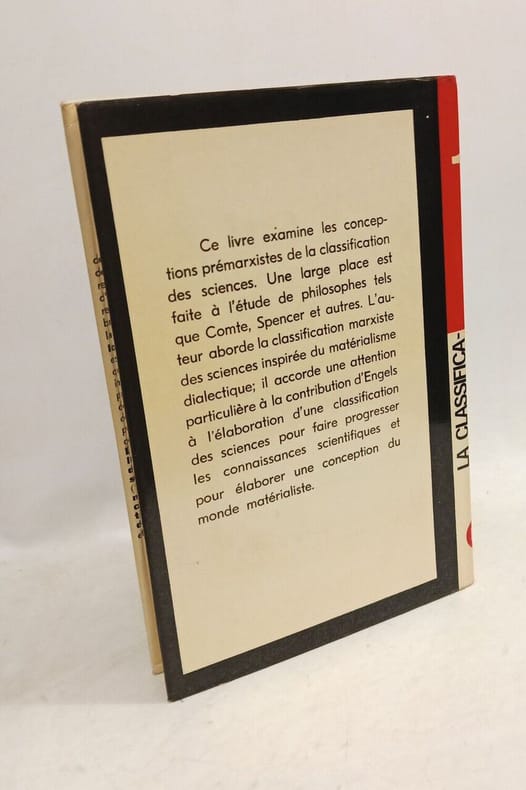 Ce livre examine les concep-
tions prémarxistes de la classification
des sciences. Une large place est
faite à l'étude de philosophes tels
que Comte, Spencer et autres. L'au-
teur aborde la classification marxiste
des sciences inspirée du matérialisme
dialectique; il accorde une attention
particulière à la contribution d'Engels
à l'élaboration d'une classification
des sciences pour faire progresser
les connaissances scientifiques et
pour élaborer une conception du
monde matérialiste.
LA CLASSIFICA-